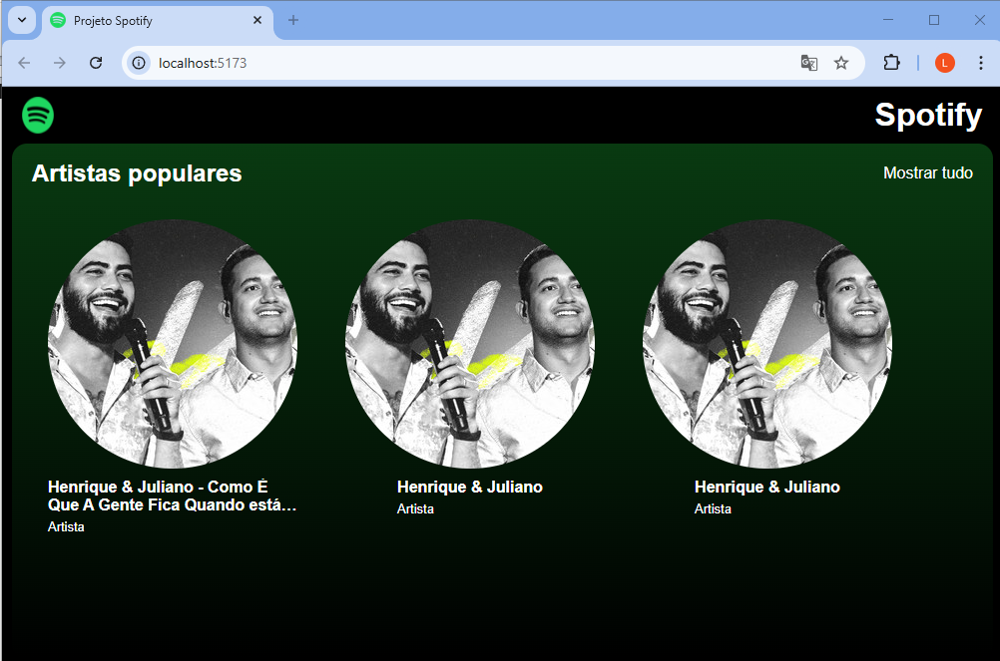 Projeto Spotify
localhost:5173
L
Spotify
Artistas populares
Mostrar tudo
Henrique & Juliano - Como É
Que A Gente Fica Quando está…
Artista
Henrique & Juliano
Artista
Henrique & Juliano
Artista